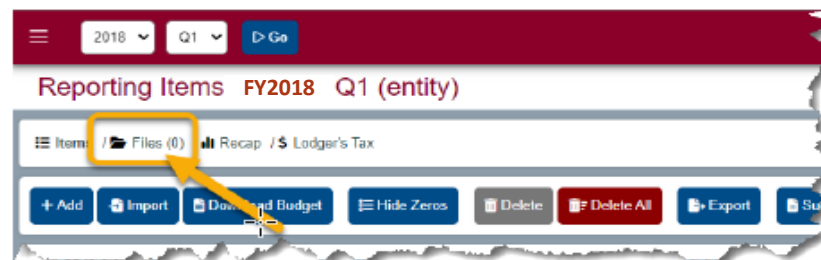 2018 Q1 Go
Reporting Items FY2018 Q1 (entity)
Items / Files (0) Recap / $ Lodger's Tax
+ Add Import Download Budget Hide Zeros Delete Delete All Export